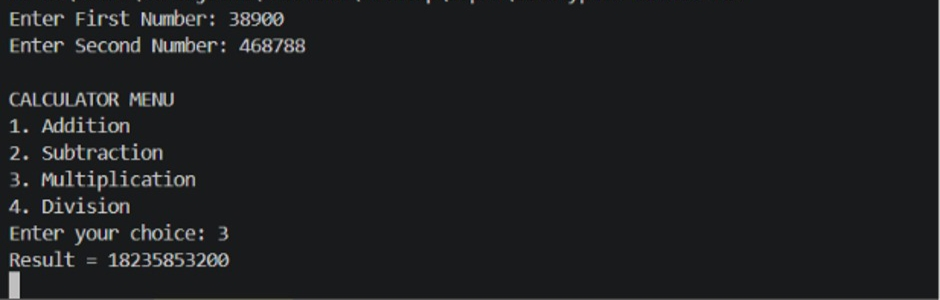 Enter First Number: 38900
Enter Second Number: 468788
CALCULATOR MENU
1. Addition
2. Subtraction
3. Multiplication
4. Division
Enter your choice: 3
Result = 18235853200